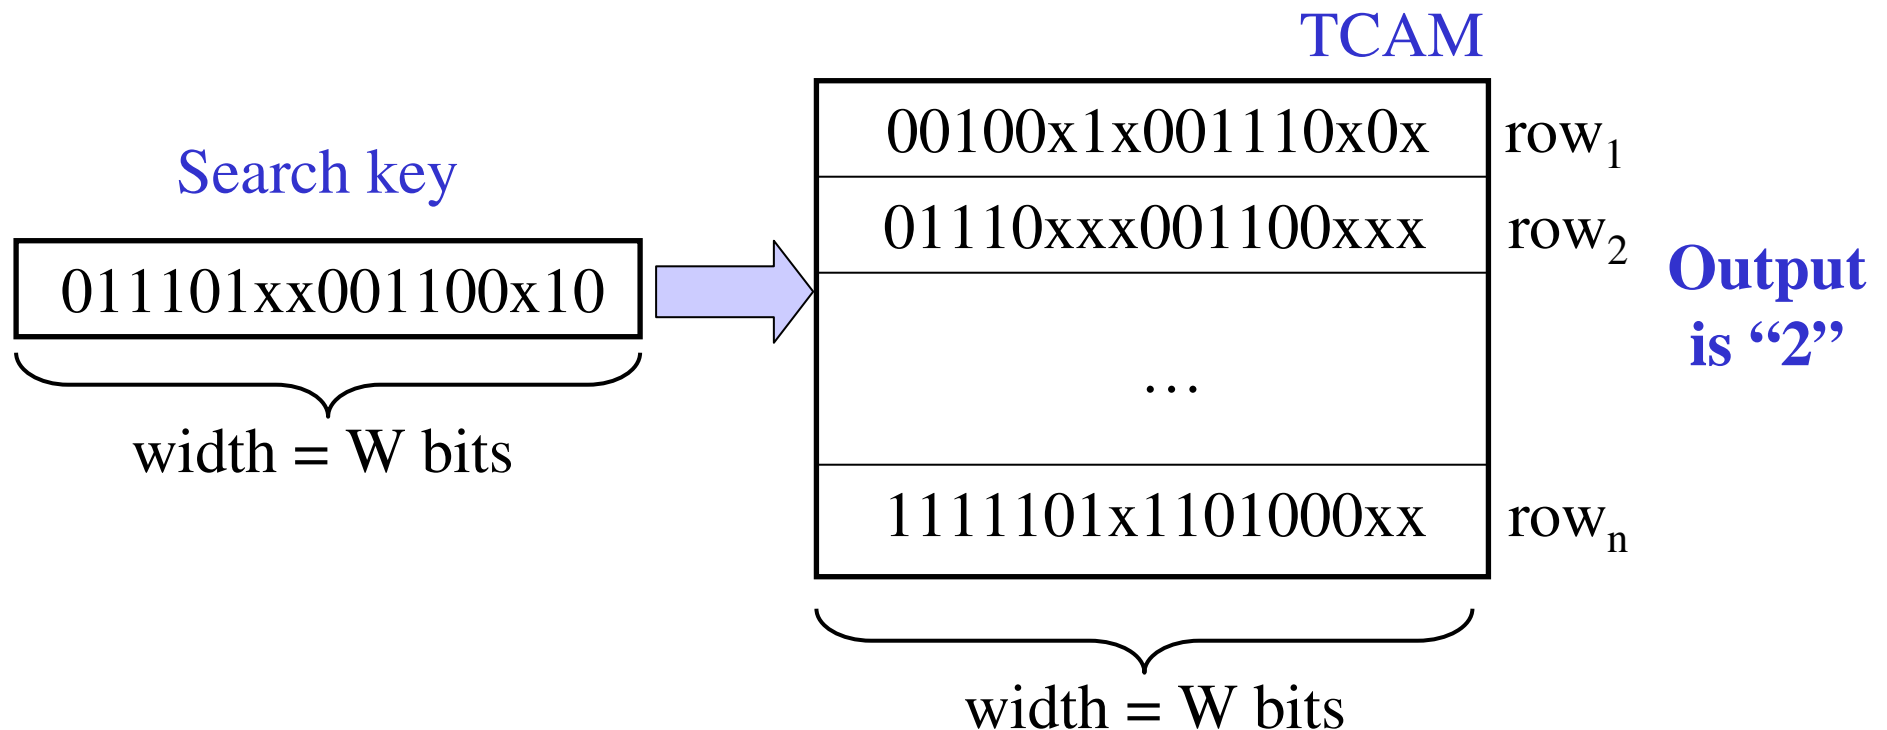 TCAM
Search key
011101xx001100x10
width = W bits
00100x1x001110x0x row₁
01110xxx001100xxx row₂
…
1111101x1101000xx rowₙ
width = W bits
Output
is “2”